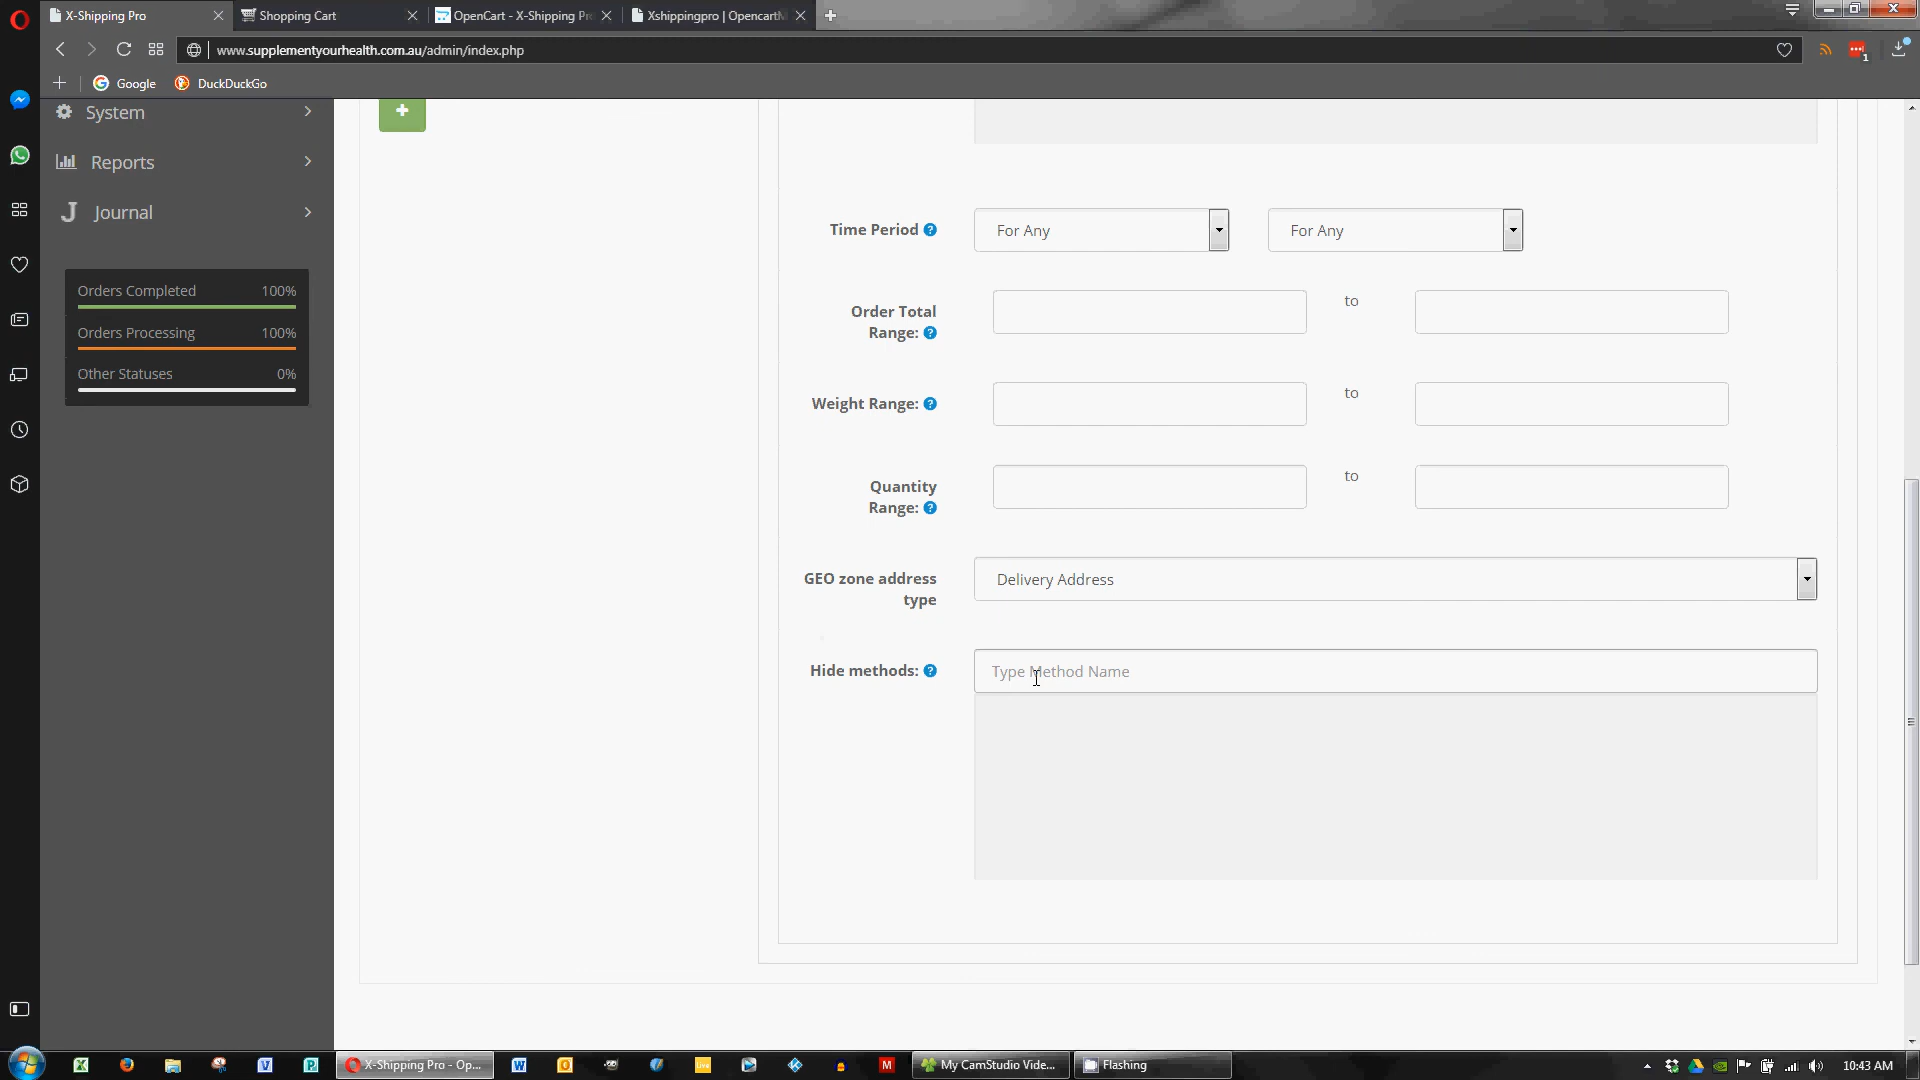 X-Shipping Pro
Shopping Cart
OpenCart - X-Shipping Pr
Xshippingpro | Opencart
www.supplementyourhealth.com.au/admin/index.php
1
Google
DuckDuckGo
System
Reports
Journal
Orders Completed 100%
Orders Processing 100%
Other Statuses 0%
Time Period
For Any
For Any
Order Total
Range:
to
Weight Range:
to
Quantity
Range:
to
GEO zone address
type
Delivery Address
Hide methods:
Type Method Name
X-Shipping Pro - Op...
My CamStudio Vide...
Flashing
10:43 AM